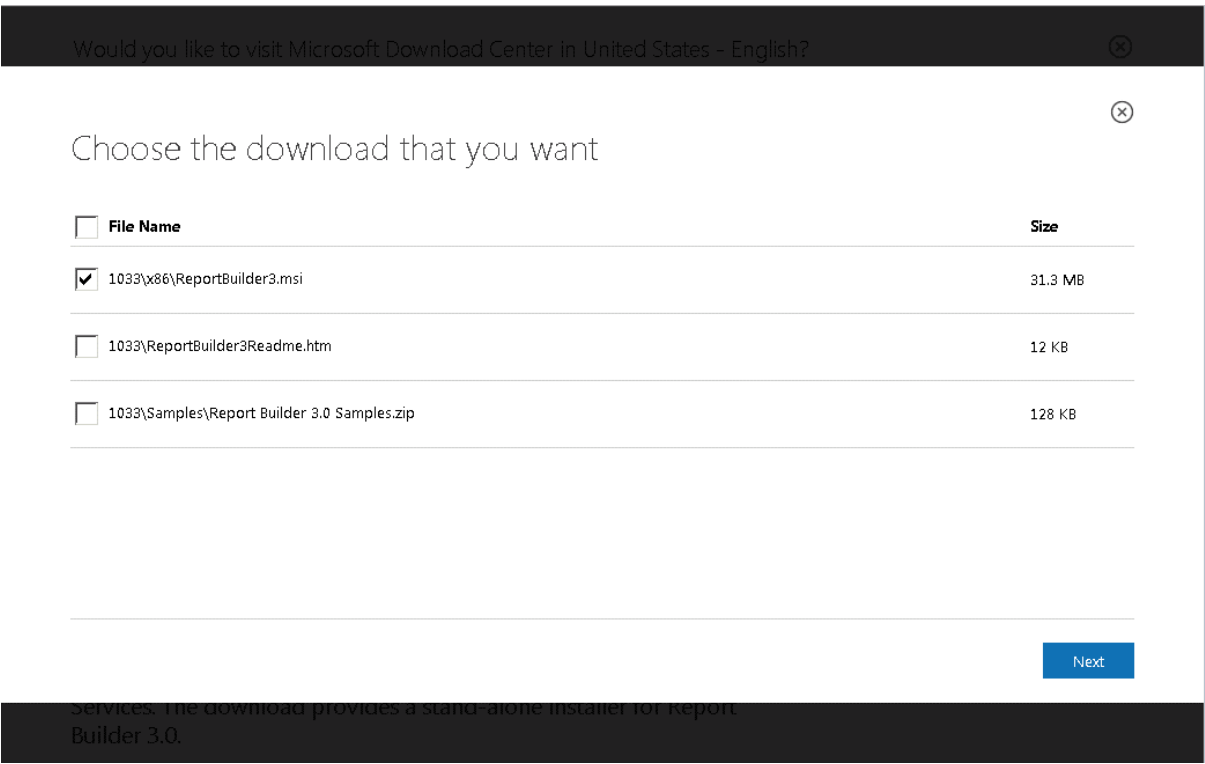 Would you like to visit Microsoft Download Center in United States - English?
Choose the download that you want
File Name Size
1033\x86\ReportBuilder3.msi 31.3 MB
1033\ReportBuilder3Readme.htm 12 KB
1033\Samples\Report Builder 3.0 Samples.zip 128 KB
Next
Services. The download provides a stand-alone installer for Report
Builder 3.0.